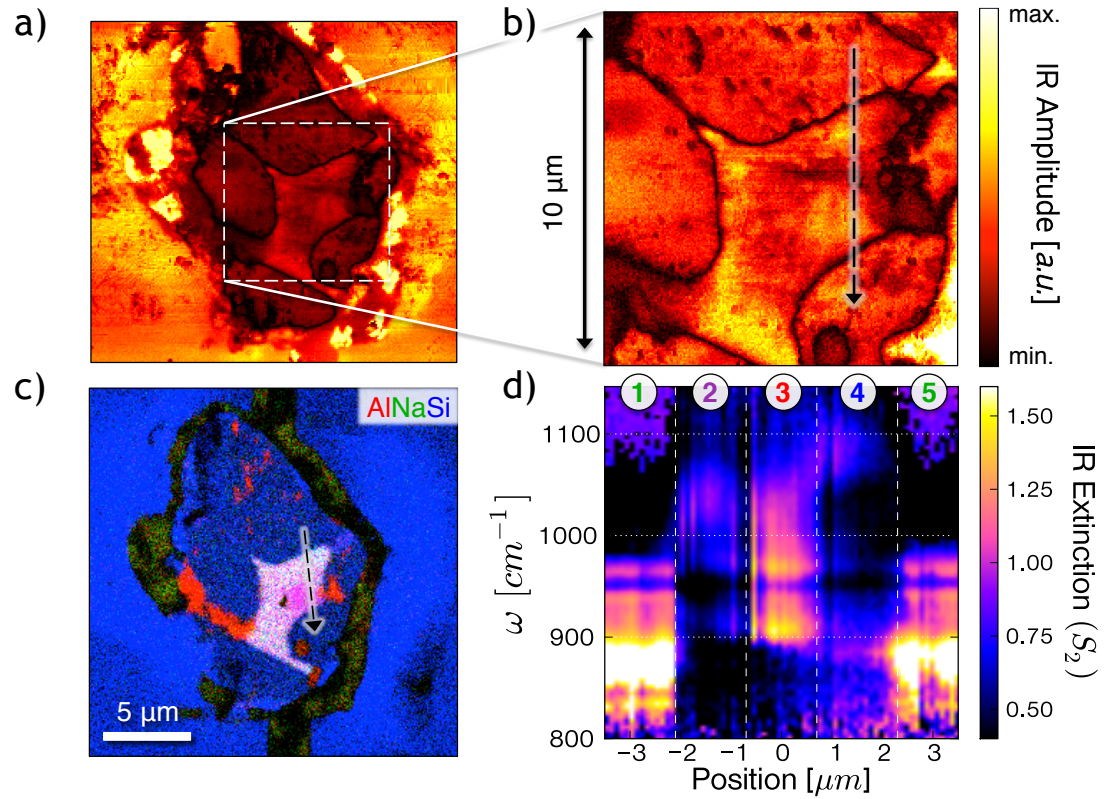 a)
b)
max.
10 µm
IR Amplitude [a.u.]
min.
c)
AlNaSi
5 µm
d)
1 2 3 4 5
1100
1000
900
800
ω [cm⁻¹]
−3 −2 −1 0 1 2 3
Position [μm]
1.50
1.25
1.00
0.75
0.50
IR Extinction (S₂)